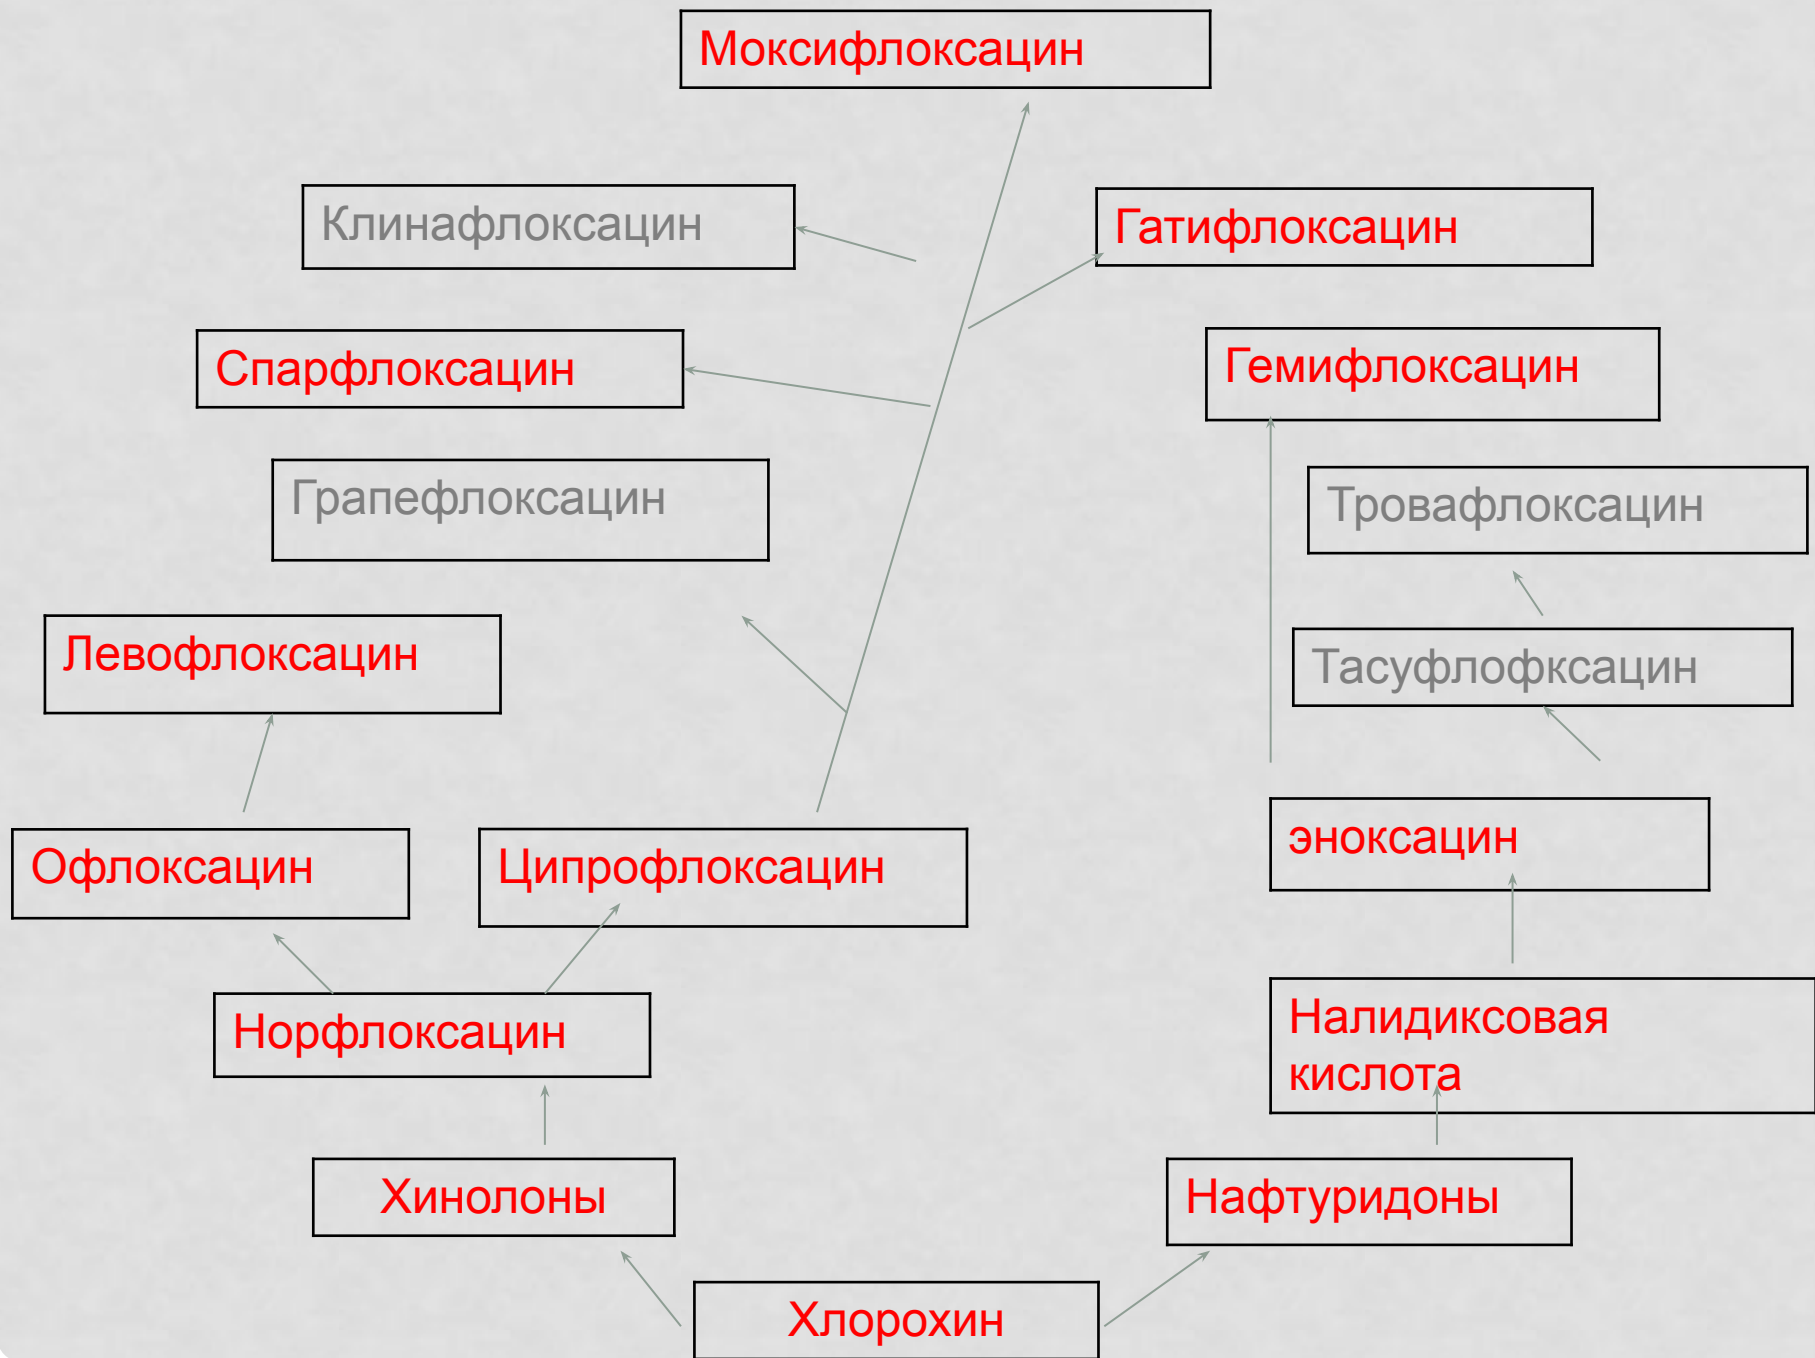 Моксифлоксацин
Клинафлоксацин
Гатифлоксацин
Спарфлоксацин
Гемифлоксацин
Грапефлоксацин
Тровафлоксацин
Левофлоксацин
Тасуфлофксацин
Офлоксацин
Ципрофлоксацин
эноксацин
Норфлоксацин
Налидиксовая
кислота
Хинолоны
Нафтуридоны
Хлорохин